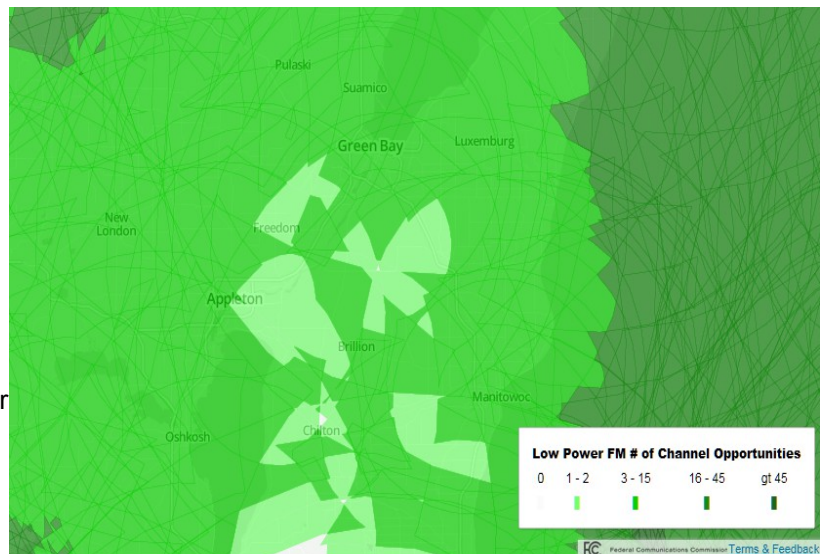 Pulaski
Suamico
Green Bay
Luxemburg
New
London
Freedom
Appleton
Brillion
r
Manitowoc
Chilton
Oshkosh
Low Power FM # of Channel Opportunities
0 1 - 2 3 - 15 16 - 45 gt 45
FCC Federal Communications Commission Terms & Feedback